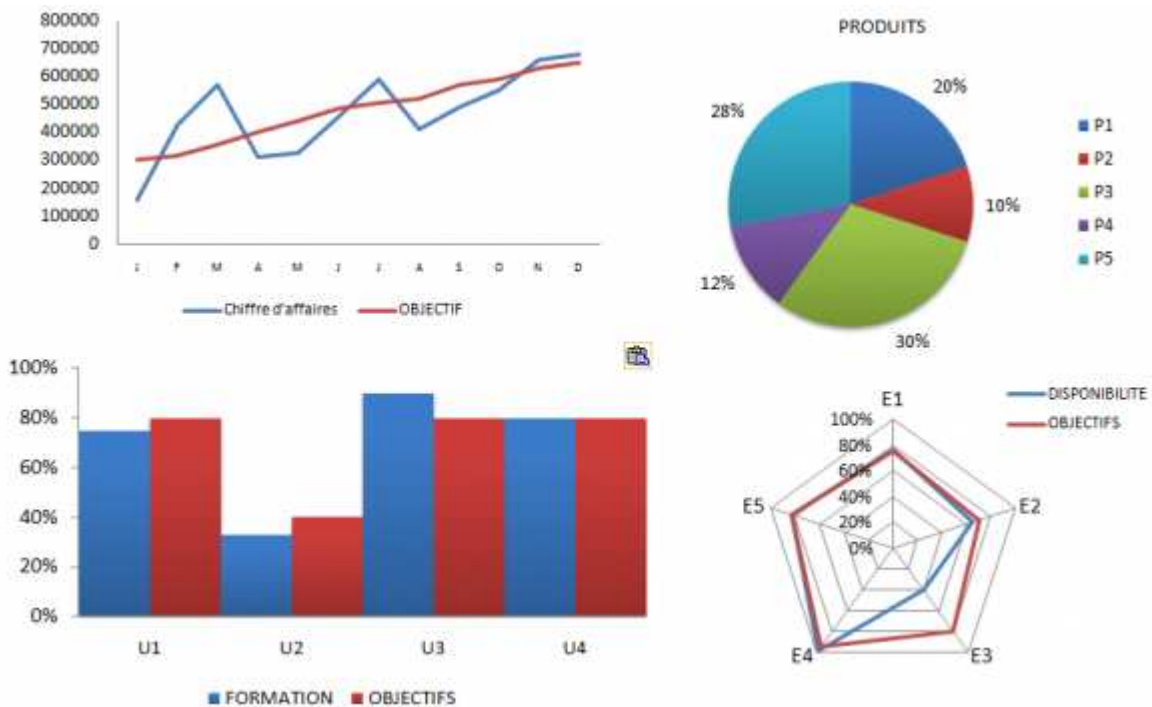 800000
700000
600000
500000
400000
300000
200000
100000
0
J F M A M J J A S O N D
Chiffre d'affaires OBJECTIF
PRODUITS
20%
10%
30%
12%
28%
P1
P2
P3
P4
P5
100%
80%
60%
40%
20%
0%
U1 U2 U3 U4
FORMATION OBJECTIFS
DISPONIBILITE
OBJECTIFS
E1
E2
E3
E4
E5
100%
80%
60%
40%
20%
0%